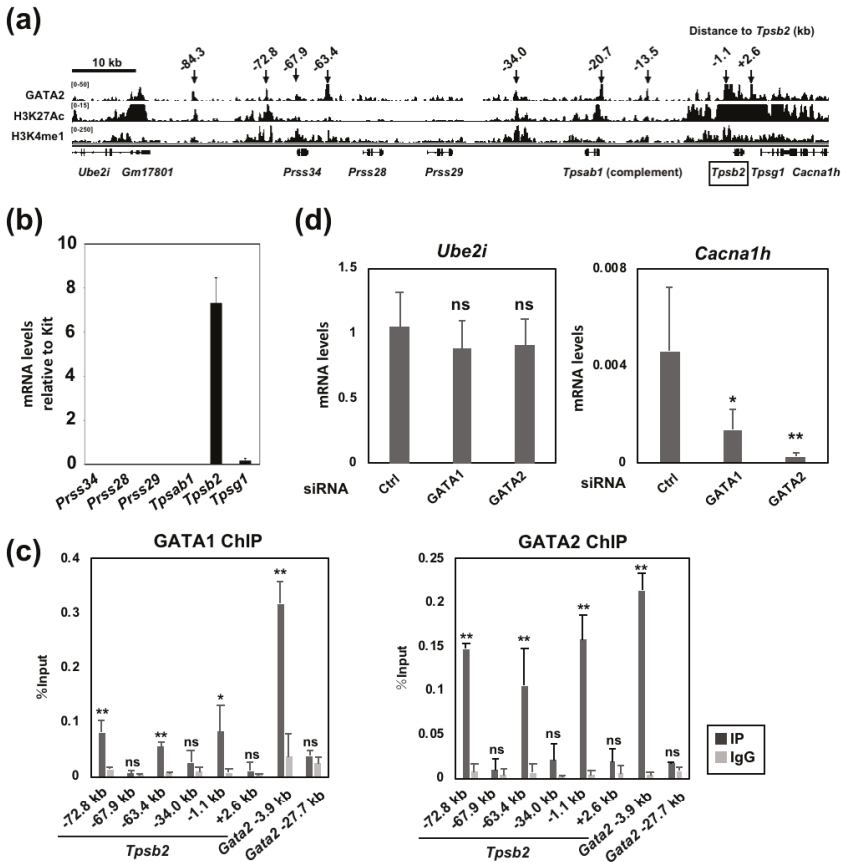 (a)
Distance to Tpsb2 (kb)
10 kb
-84.3 -72.8 -67.9 -63.4 -34.0 -20.7 -13.5 -1.1 +2.6
[0-50]
GATA2
[0-15]
H3K27Ac
[0-250]
H3K4me1
Ube2i Gm17801 Prss34 Prss28 Prss29 Tpsab1 (complement) Tpsb2 Tpsg1 Cacna1h
(b)
mRNA levels
relative to Kit
10
8
6
4
2
0
Prss34 Prss28 Prss29 Tpsab1 Tpsb2 Tpsg1
(d)
Ube2i
mRNA levels
1.5
1
0.5
0
ns ns
siRNA Ctrl GATA1 GATA2
Cacna1h
mRNA levels
0.008
0.004
0
* **
siRNA Ctrl GATA1 GATA2
(c)
GATA1 ChIP
%Input
0.4
0.3
0.2
0.1
0
** ns ** ns * ns ** ns
-72.8 kb -67.9 kb -63.4 kb -34.0 kb -1.1 kb +2.6 kb Gata2 -3.9 kb Gata2 -27.7 kb
Tpsb2
GATA2 ChIP
%Input
0.25
0.2
0.15
0.1
0.05
0
** ns ** ns ** ns ** ns
-72.8 kb -67.9 kb -63.4 kb -34.0 kb -1.1 kb +2.6 kb Gata2 -3.9 kb Gata2 -27.7 kb
Tpsb2
IP
IgG